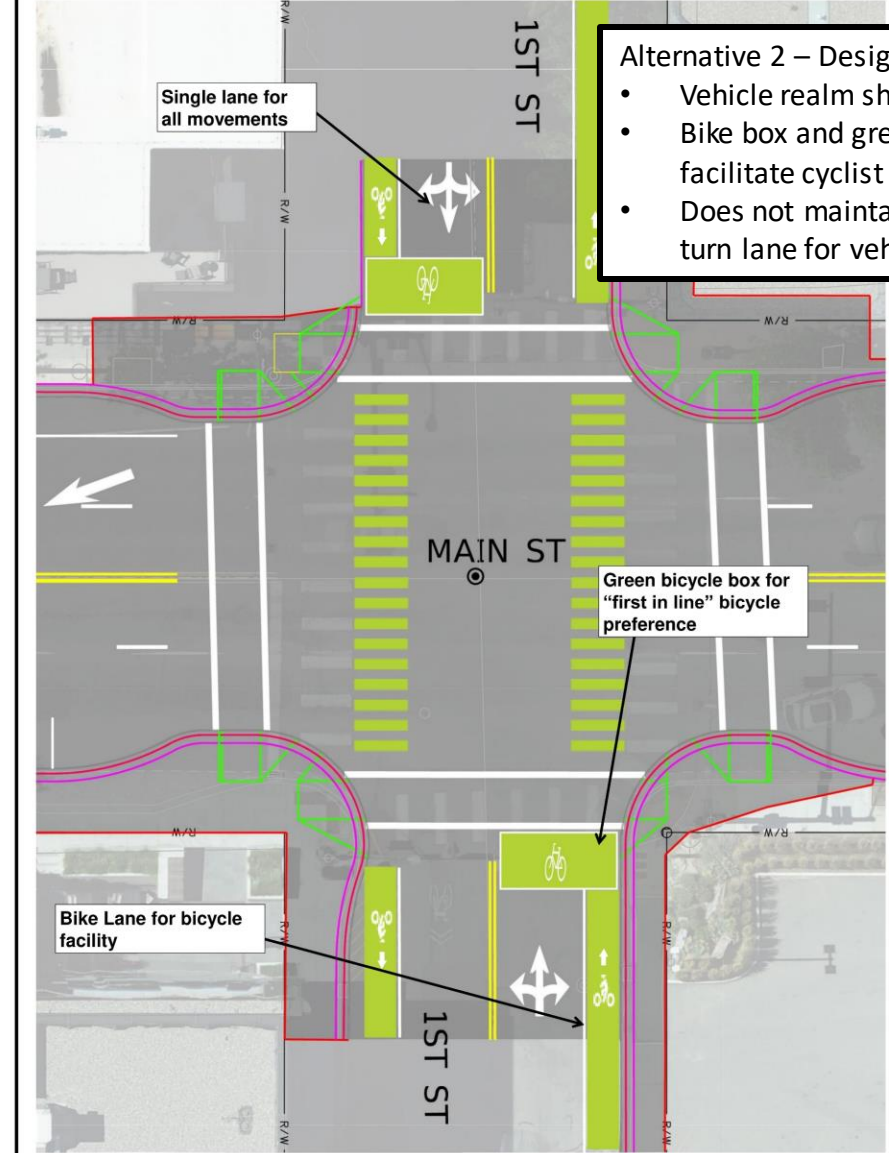 1ST ST
Alternative 2 – Desig
• Vehicle realm sh
• Bike box and gre
facilitate cyclist
• Does not mainta
turn lane for veh
Single lane for
all movements
R/W
R/W
R/W
R/W
MAIN ST
Green bicycle box for
"first in line" bicycle
preference
R/W
R/W
Bike Lane for bicycle
facility
R/W
R/W
1ST ST
R/W
R/W